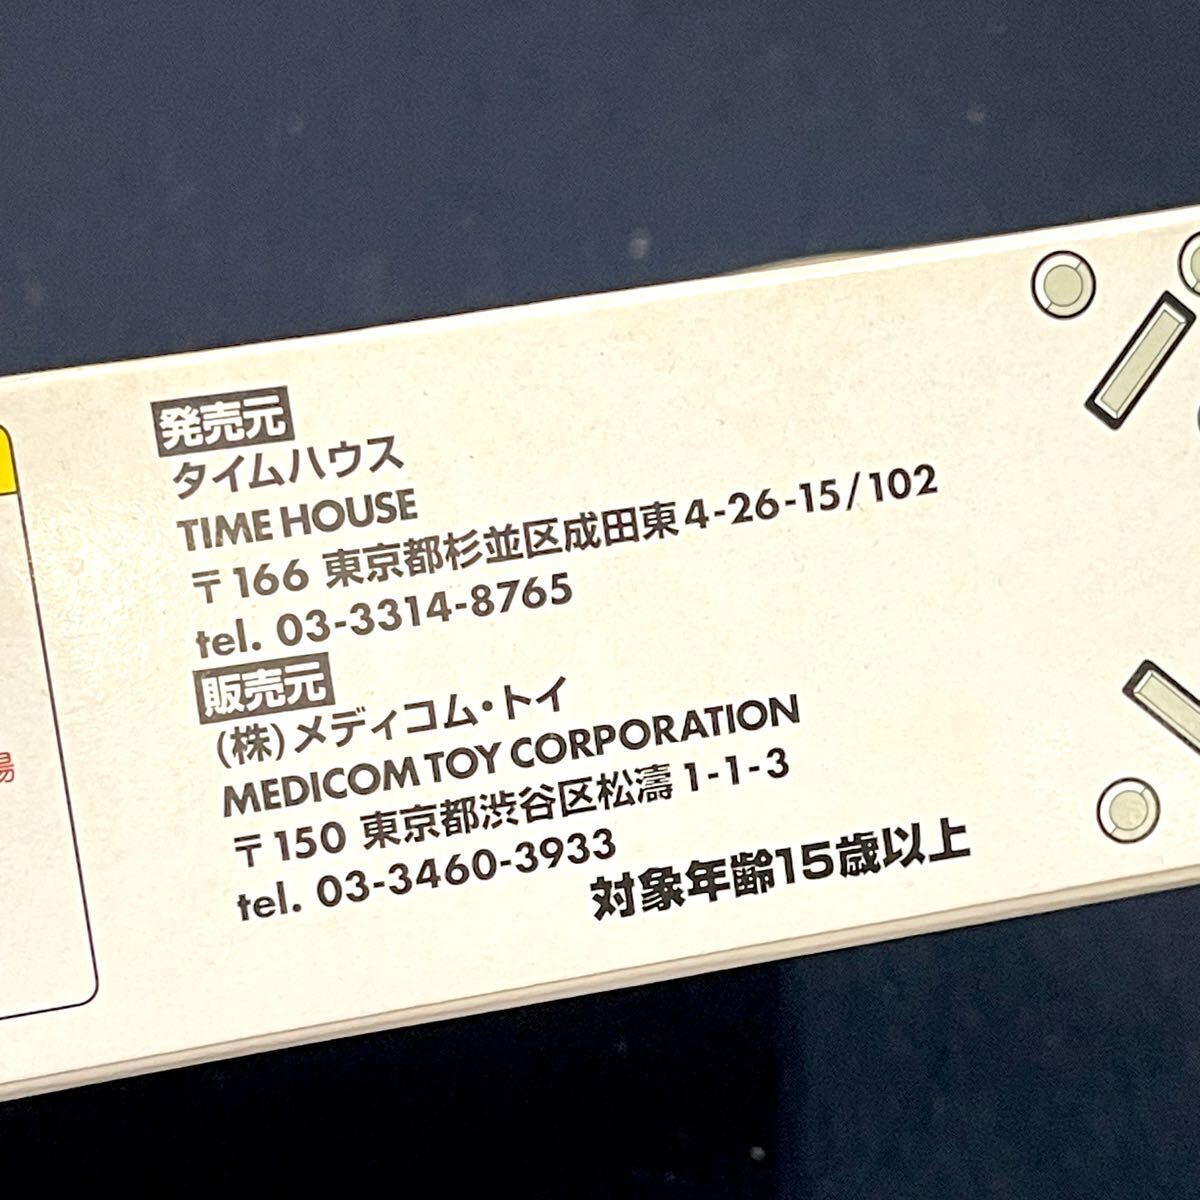 発売元
タイムハウス
TIME HOUSE
〒166 東京都杉並区成田東4-26-15/102
tel. 03-3314-8765
販売元
(株)メディコム・トイ
MEDICOM TOY CORPORATION
〒150 東京都渋谷区松濤1-1-3
tel. 03-3460-3933
対象年齢15歳以上
場